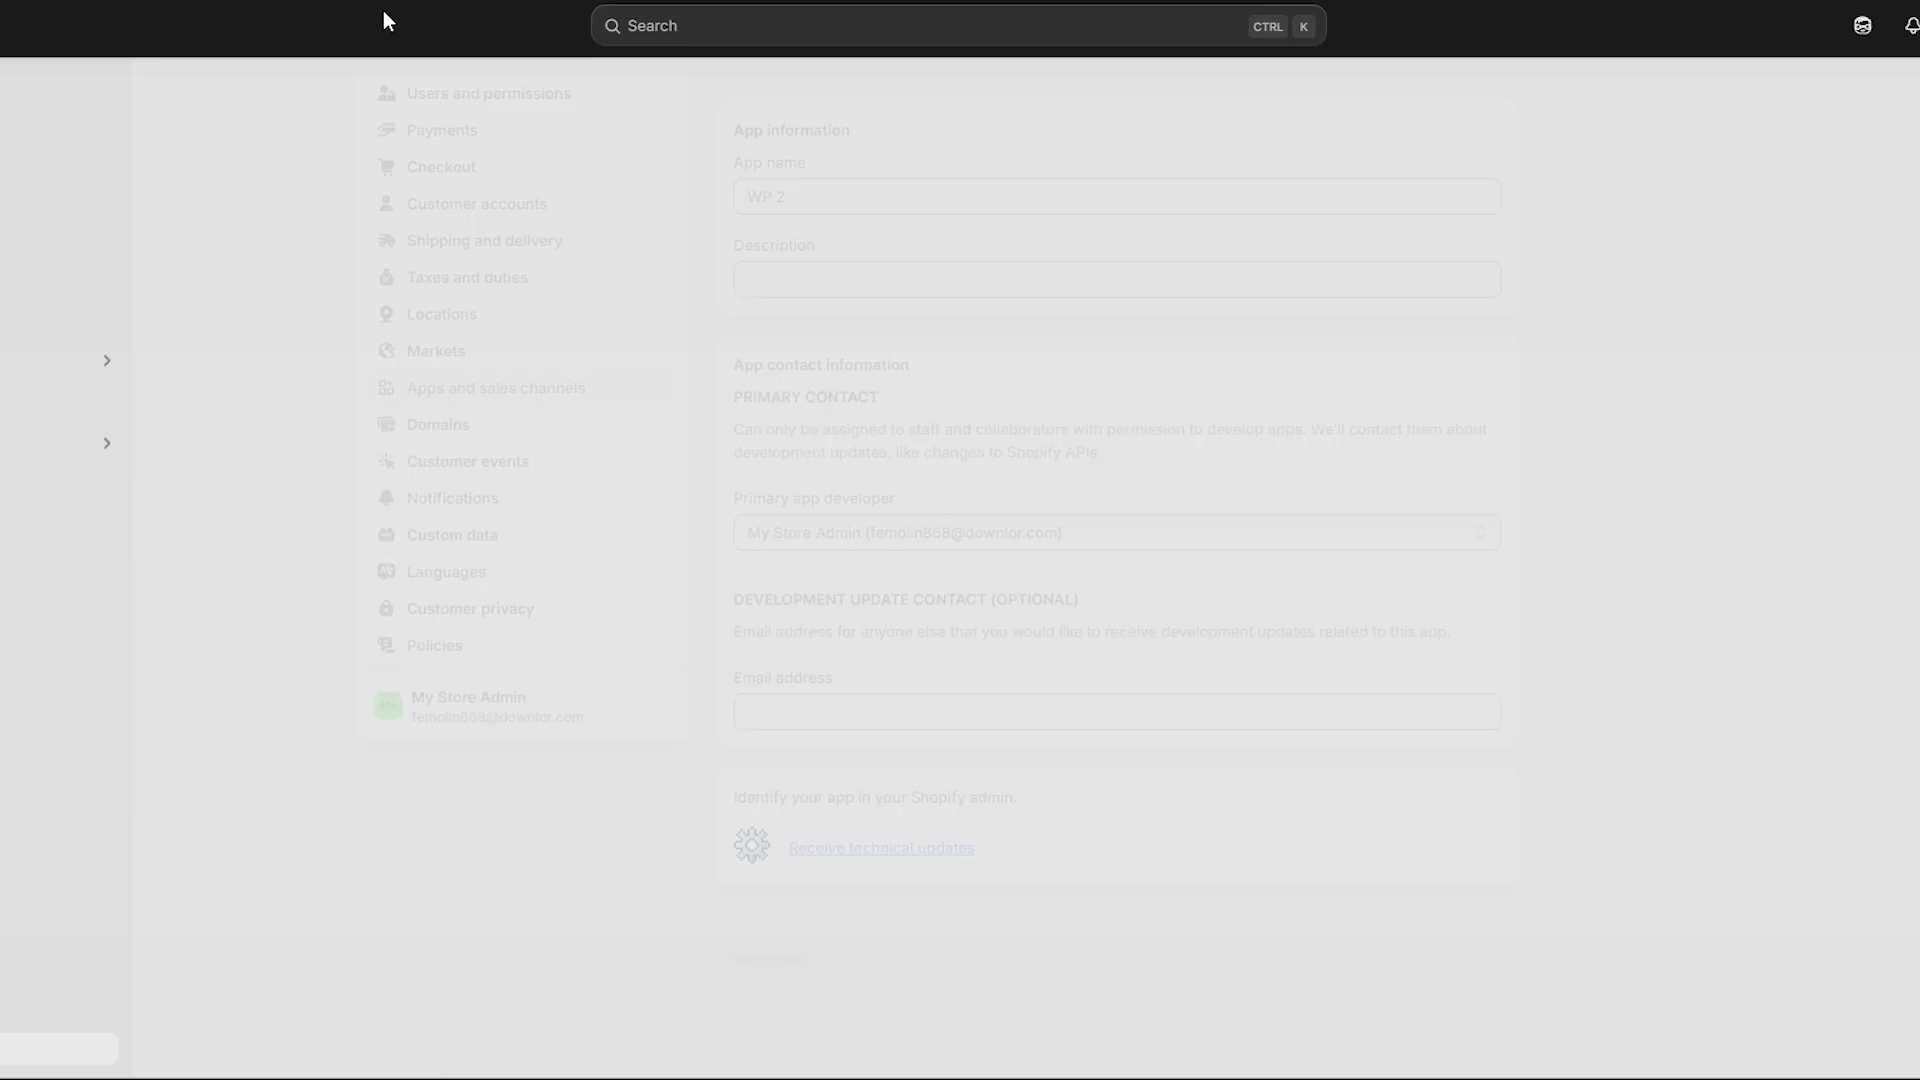 Search
CTRL K
Users and permissions
Payments
Checkout
Customer accounts
Shipping and delivery
Taxes and duties
Locations
Markets
Apps and sales channels
Domains
Customer events
Notifications
Custom data
Languages
Customer privacy
Policies
My Store Admin
femolin868@downlor.com
App information
App name
WP 2
Description
App contact information
PRIMARY CONTACT
Can only be assigned to staff and collaborators with permission to develop apps. We'll contact them about
development updates, like changes to Shopify APIs.
Primary app developer
My Store Admin (femolin868@downlor.com)
DEVELOPMENT UPDATE CONTACT (OPTIONAL)
Email address for anyone else that you would like to receive development updates related to this app.
Email address
Identify your app in your Shopify admin.
Receive technical updates